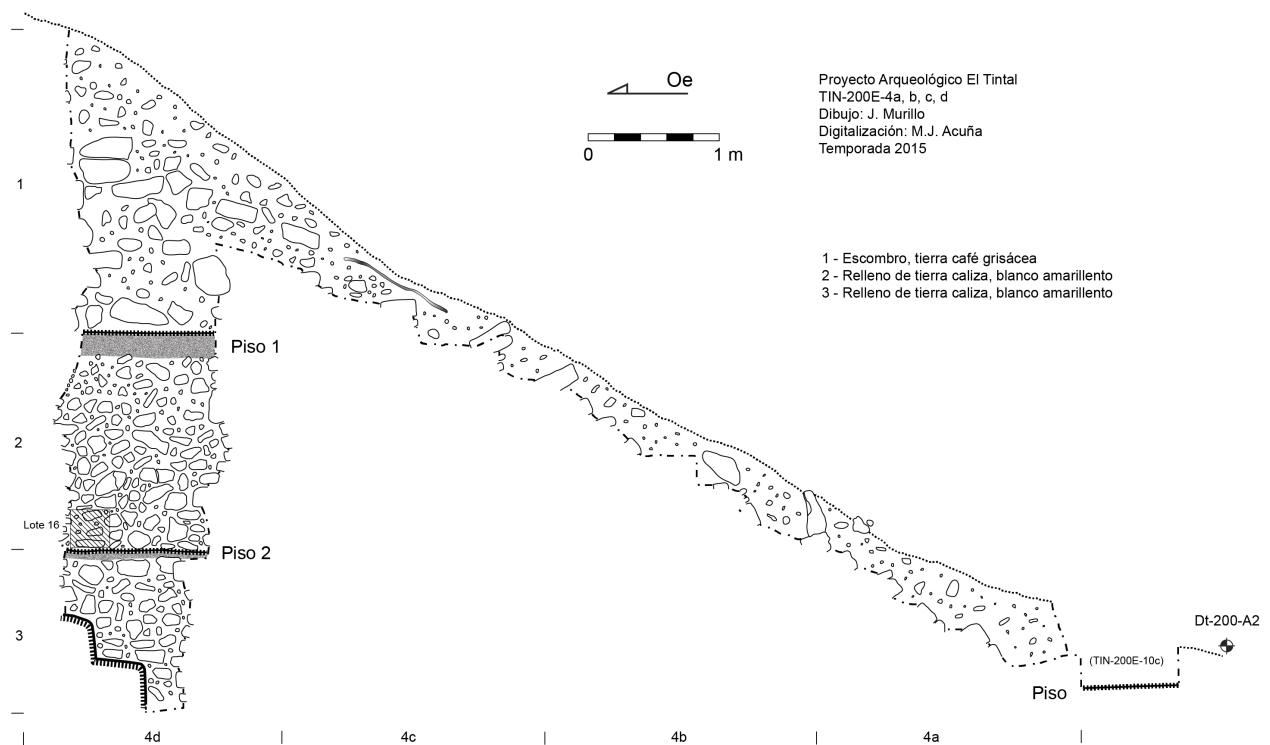 Oe
0 1 m
Proyecto Arqueológico El Tintal
TIN-200E-4a, b, c, d
Dibujo: J. Murillo
Digitalización: M.J. Acuña
Temporada 2015
1 - Escombro, tierra café grisácea
2 - Relleno de tierra caliza, blanco amarillento
3 - Relleno de tierra caliza, blanco amarillento
1
Piso 1
2
Lote 16
Piso 2
3
Dt-200-A2
(TIN-200E-10c)
Piso
4d 4c 4b 4a